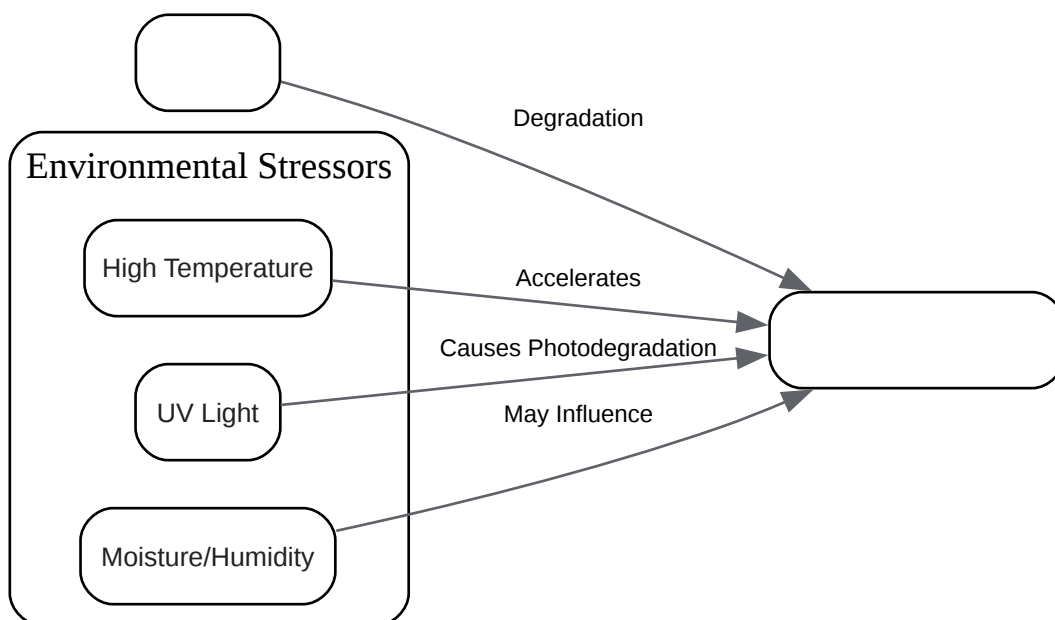 Degradation
Environmental Stressors
High Temperature
Accelerates
Causes Photodegradation
UV Light
May Influence
Moisture/Humidity